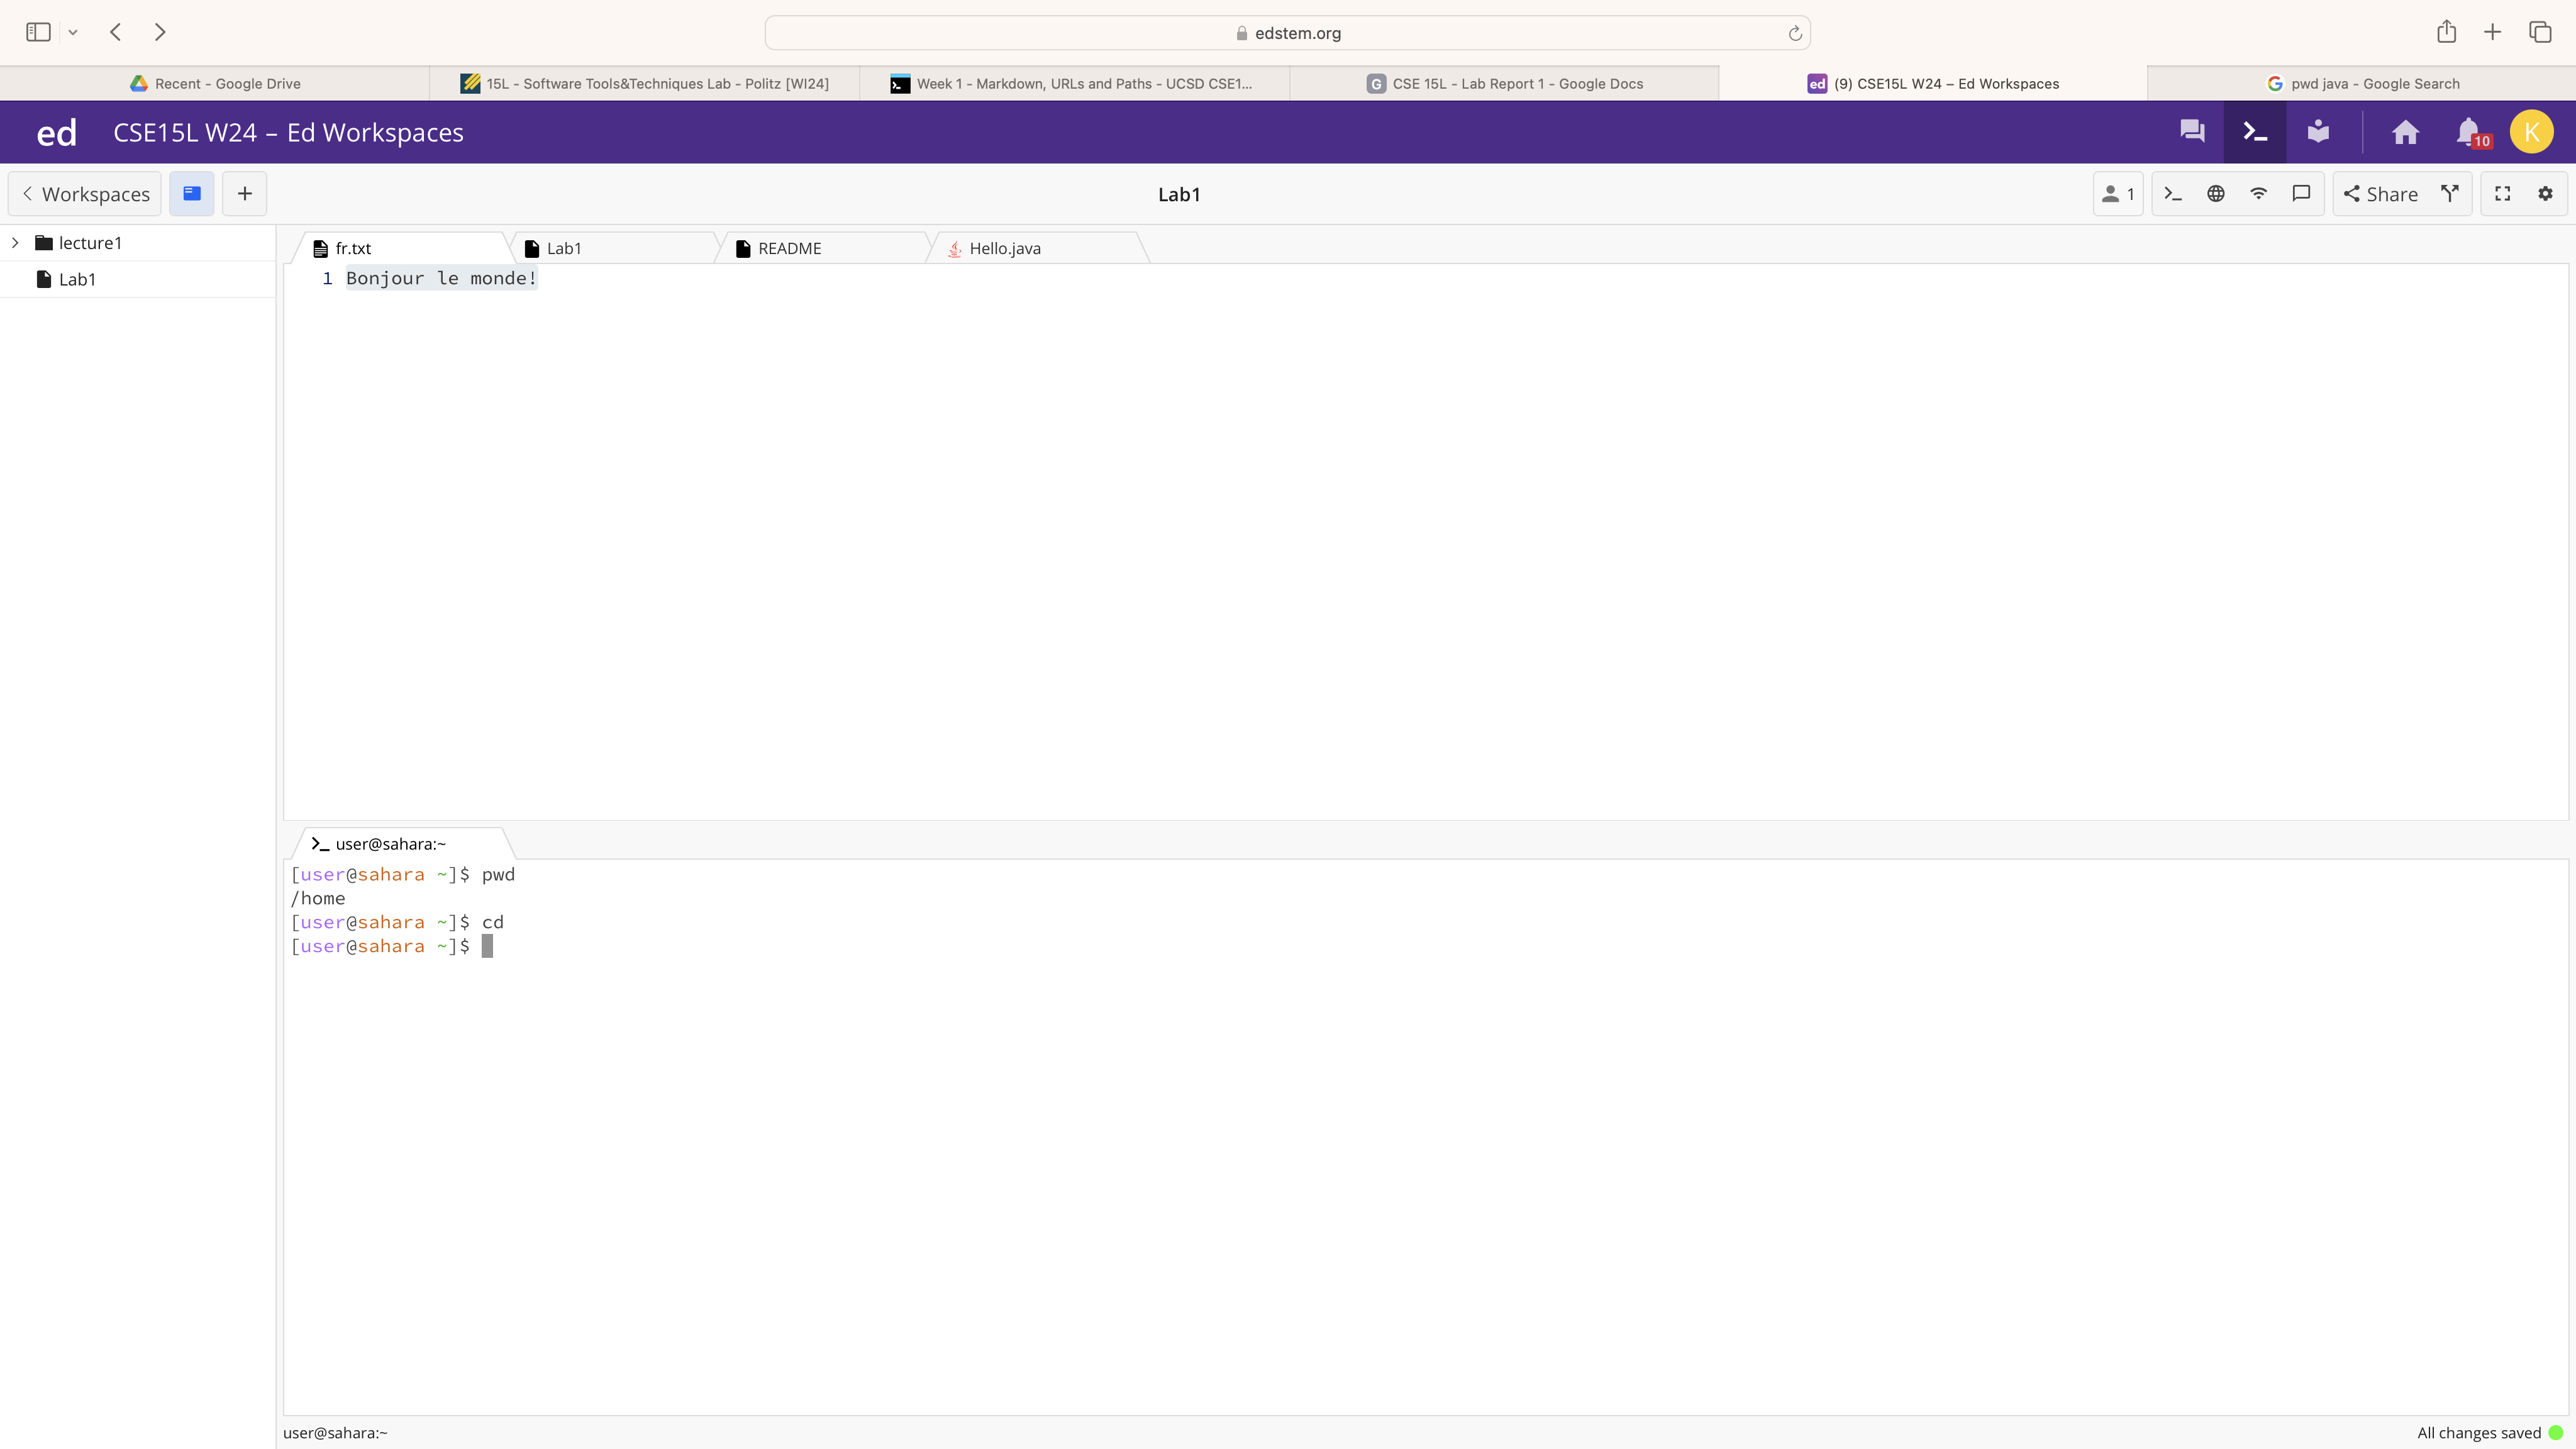 edstem.org
Recent - Google Drive
15L - Software Tools&Techniques Lab - Politz [WI24]
Week 1 - Markdown, URLs and Paths - UCSD CSE1...
G CSE 15L - Lab Report 1 - Google Docs
ed (9) CSE15L W24 – Ed Workspaces
pwd java - Google Search
ed CSE15L W24 – Ed Workspaces
10 K
Workspaces
Lab1
1
Share
lecture1
Lab1
fr.txt
Lab1
README
Hello.java
1 Bonjour le monde!
user@sahara:~
[user@sahara ~]$ pwd
/home
[user@sahara ~]$ cd
[user@sahara ~]$
user@sahara:~
All changes saved